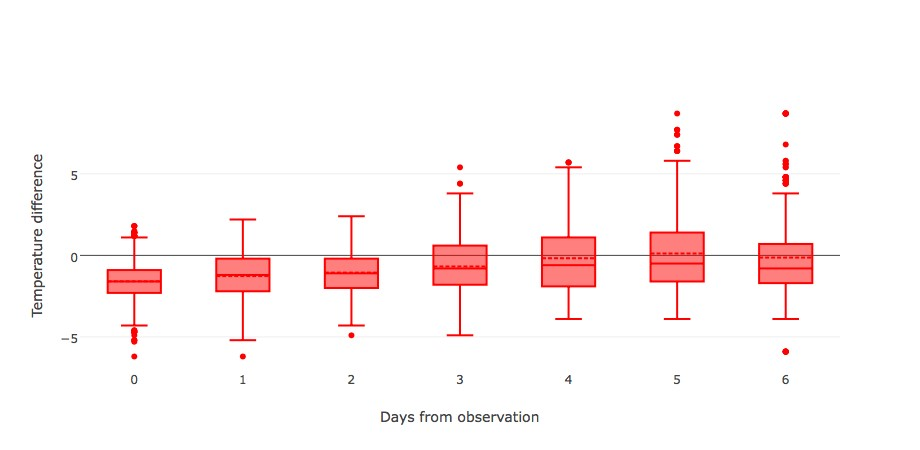 Temperature difference
5
0
−5
0 1 2 3 4 5 6
Days from observation